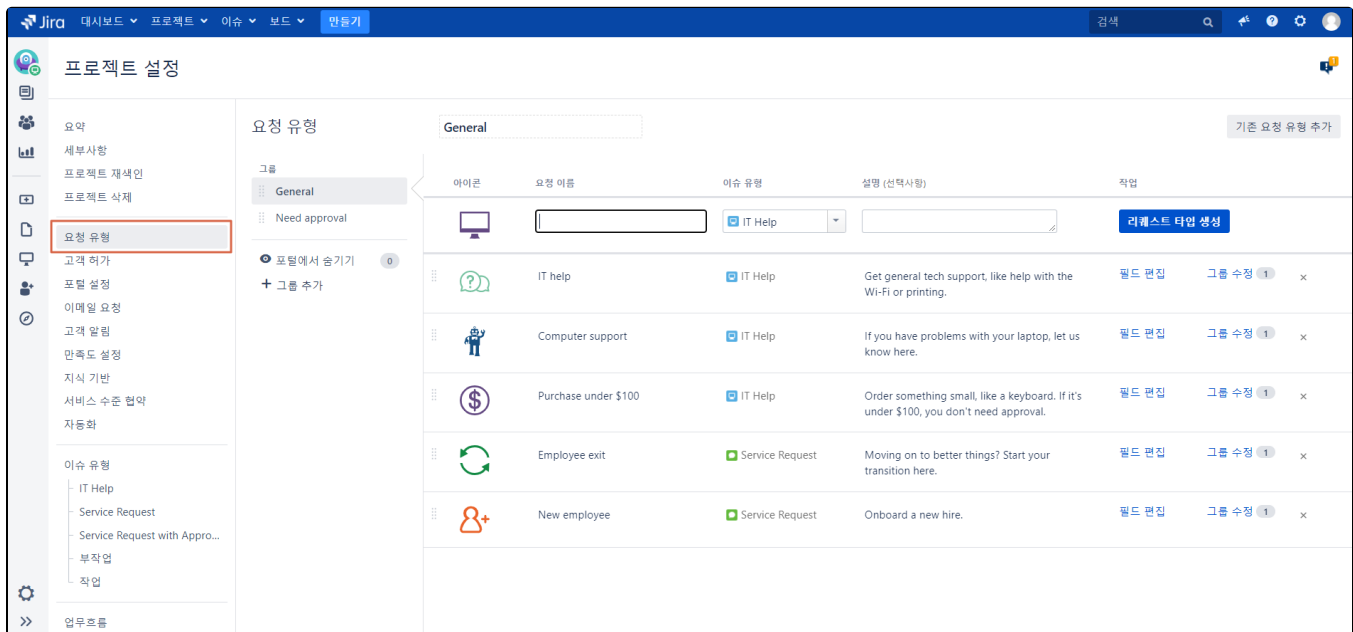 Jira 대시보드 프로젝트 이슈 보드 만들기 검색
프로젝트 설정
요약
세부사항
프로젝트 재색인
프로젝트 삭제
요청 유형
고객 허가
포털 설정
이메일 요청
고객 알림
만족도 설정
지식 기반
서비스 수준 협약
자동화
이슈 유형
IT Help
Service Request
Service Request with Appro...
부작업
작업
업무흐름
요청 유형
그룹
General
Need approval
포털에서 숨기기 0
+ 그룹 추가
General 기존 요청 유형 추가
아이콘 요청 이름 이슈 유형 설명 (선택사항) 작업
IT Help 리퀘스트 타입 생성
IT help IT Help Get general tech support, like help with the 필드 편집 그룹 수정 1 ×
Wi-Fi or printing.
Computer support IT Help If you have problems with your laptop, let us 필드 편집 그룹 수정 1 ×
know here.
Purchase under $100 IT Help Order something small, like a keyboard. If it's 필드 편집 그룹 수정 1 ×
under $100, you don't need approval.
Employee exit Service Request Moving on to better things? Start your 필드 편집 그룹 수정 1 ×
transition here.
New employee Service Request Onboard a new hire. 필드 편집 그룹 수정 1 ×